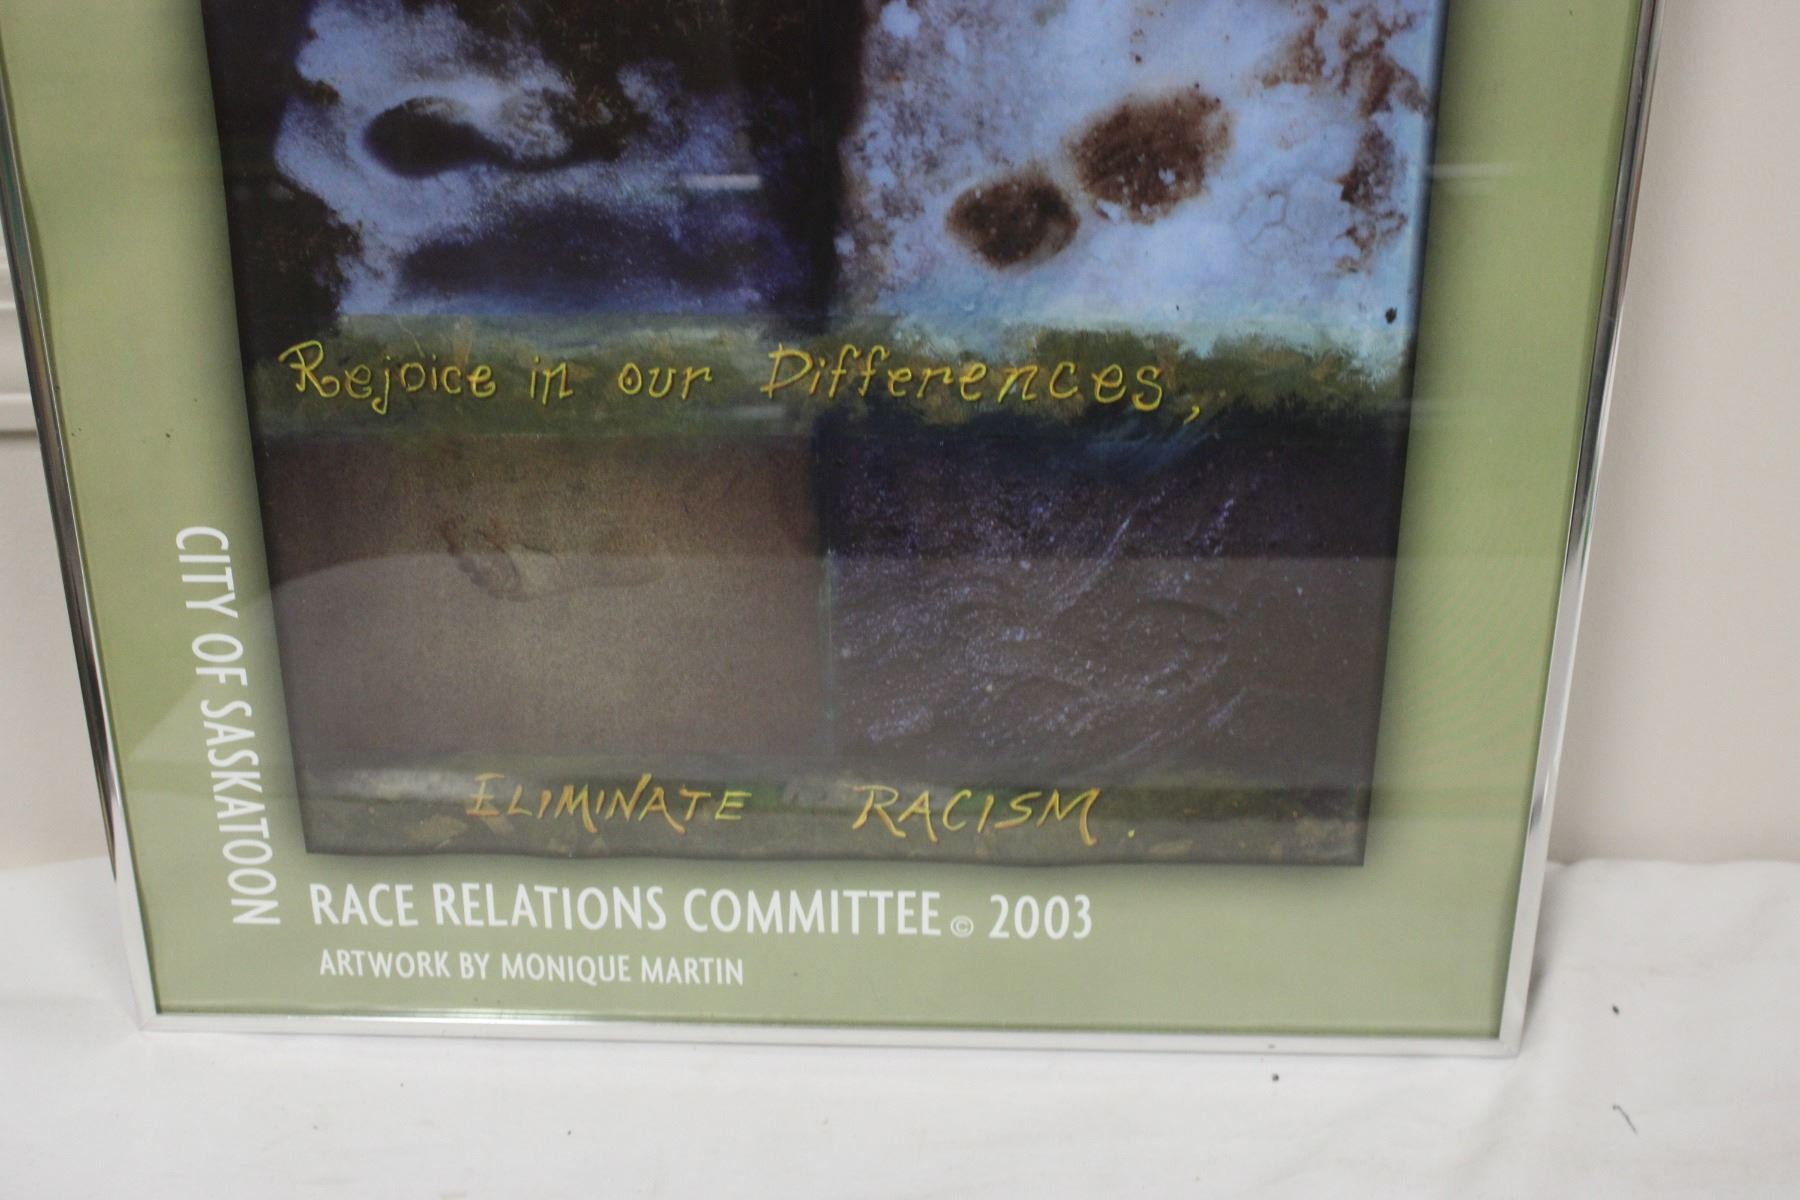 Rejoice in our Differences,
ELIMINATE RACISM.
CITY OF SASKATOON
RACE RELATIONS COMMITTEE © 2003
ARTWORK BY MONIQUE MARTIN